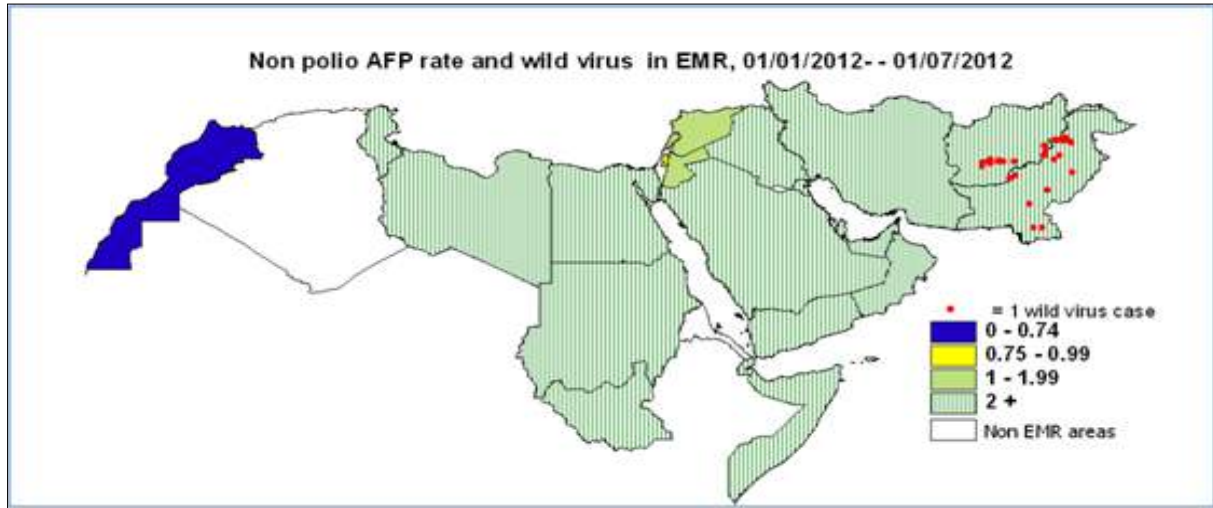 Non polio AFP rate and wild virus in EMR, 01/01/2012- - 01/07/2012
= 1 wild virus case
0 - 0.74
0.75 - 0.99
1 - 1.99
2 +
Non EMR areas